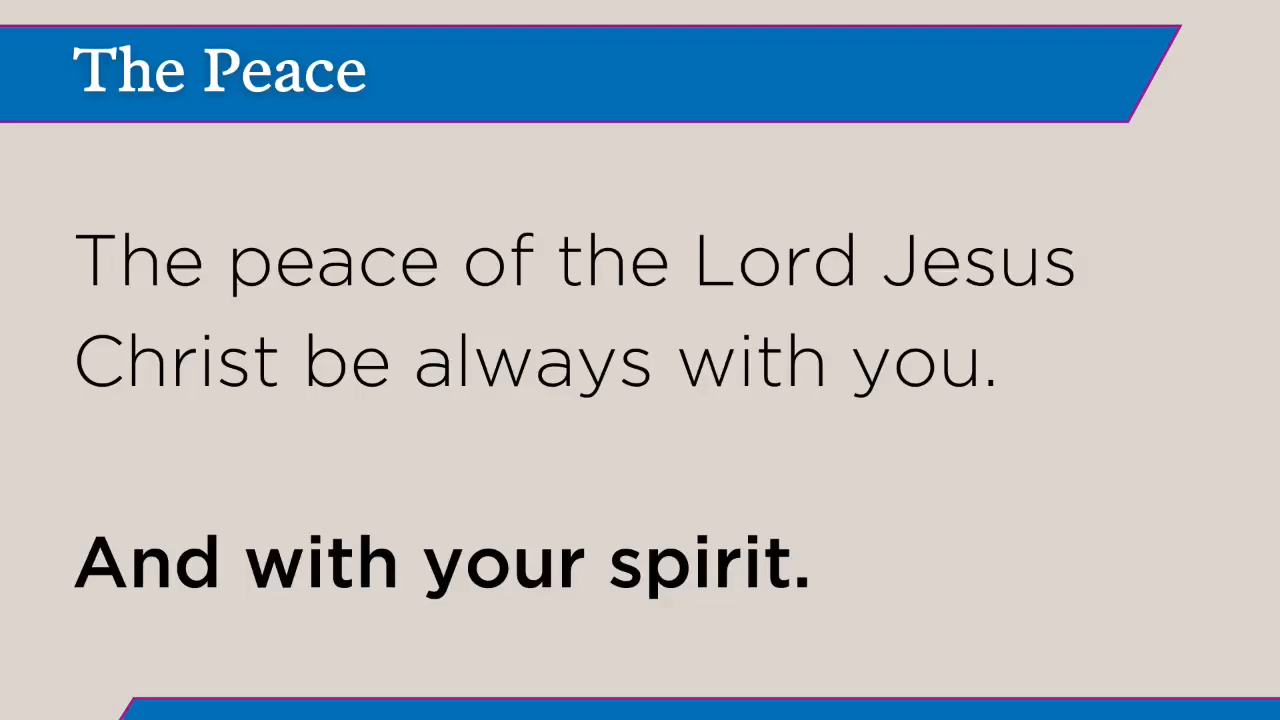 The Peace
The peace of the Lord Jesus
Christ be always with you.
And with your spirit.